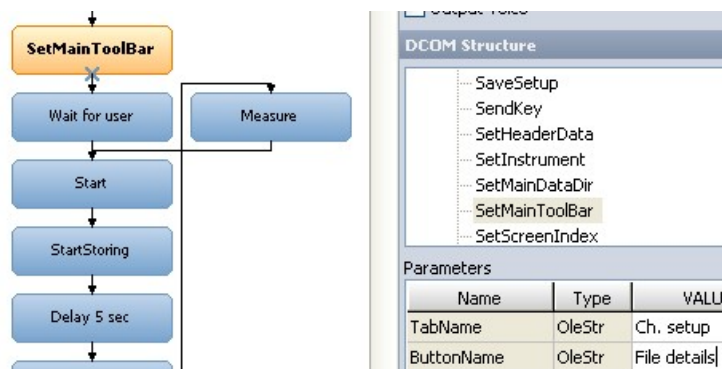 SetMainToolBar
Wait for user
Measure
Start
StartStoring
Delay 5 sec
DCOM Structure
SaveSetup
SendKey
SetHeaderData
SetInstrument
SetMainDataDir
SetMainToolBar
SetScreenIndex
Parameters
Name Type VALU
TabName OleStr Ch. setup
ButtonName OleStr File details